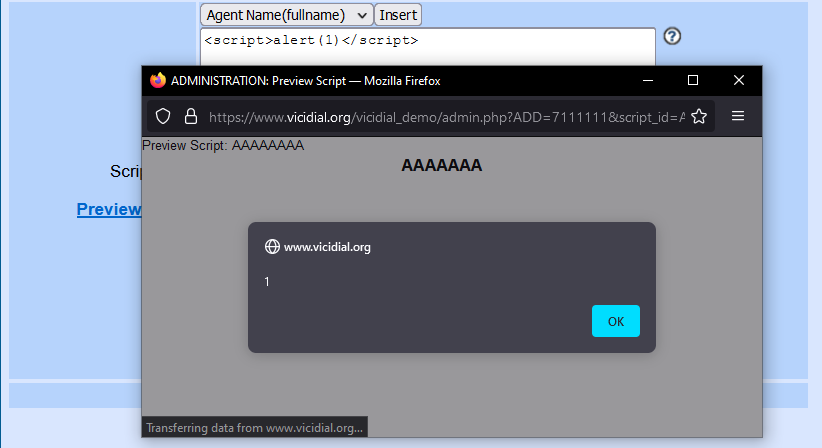 Agent Name(fullname) Insert
<script>alert(1)</script>
ADMINISTRATION: Preview Script — Mozilla Firefox
https://www.vicidial.org/vicidial_demo/admin.php?ADD=7111111&script_id=A
Preview Script: AAAAAAAA
AAAAAAA
Scrip
Preview
www.vicidial.org
1
OK
Transferring data from www.vicidial.org...